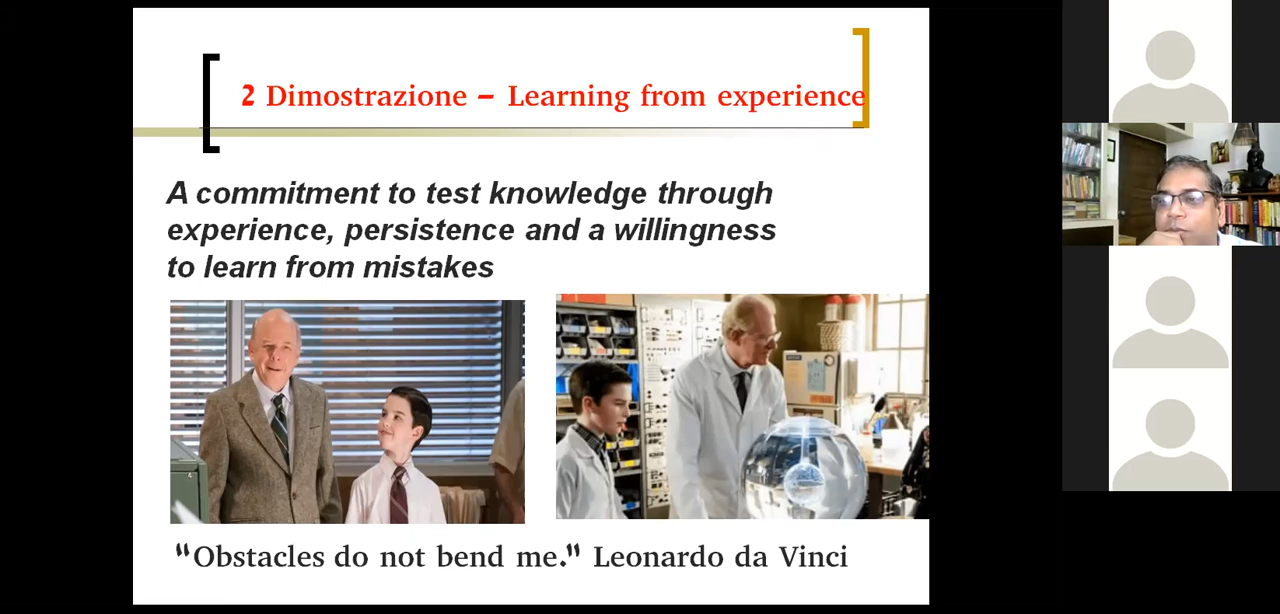 2 Dimostrazione – Learning from experience
A commitment to test knowledge through
experience, persistence and a willingness
to learn from mistakes
“Obstacles do not bend me.” Leonardo da Vinci